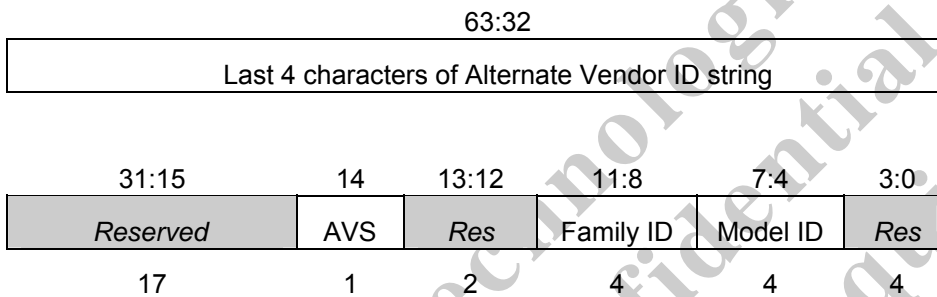 63:32
Last 4 characters of Alternate Vendor ID string
31:15 14 13:12 11:8 7:4 3:0
Reserved AVS Res Family ID Model ID Res
17 1 2 4 4 4